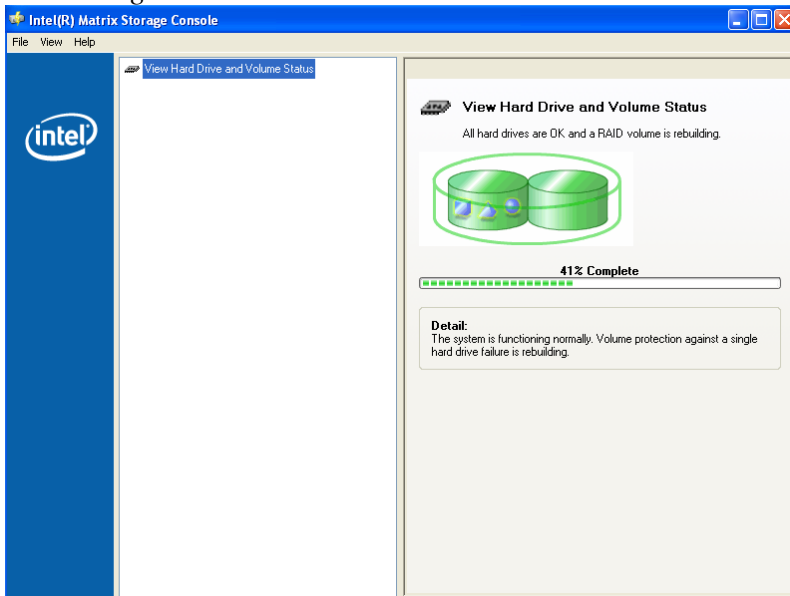 Intel(R) Matrix Storage Console
File View Help
View Hard Drive and Volume Status
intel
View Hard Drive and Volume Status
All hard drives are OK and a RAID volume is rebuilding.
41% Complete
Detail:
The system is functioning normally. Volume protection against a single
hard drive failure is rebuilding.